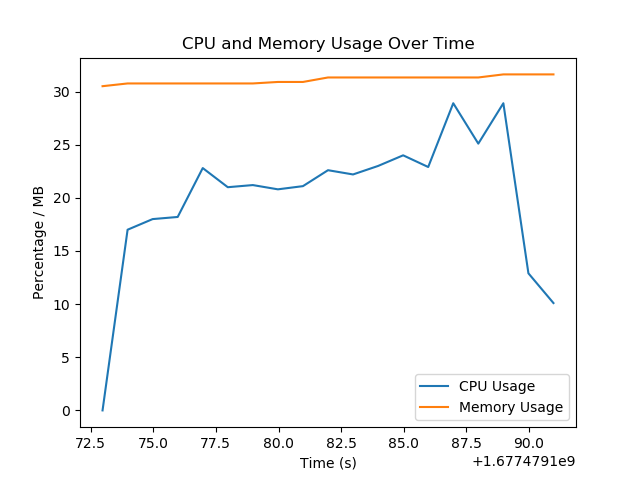 CPU and Memory Usage Over Time
Percentage / MB
30
25
20
15
10
5
0
CPU Usage
Memory Usage
72.5 75.0 77.5 80.0 82.5 85.0 87.5 90.0
Time (s)
+1.6774791e9